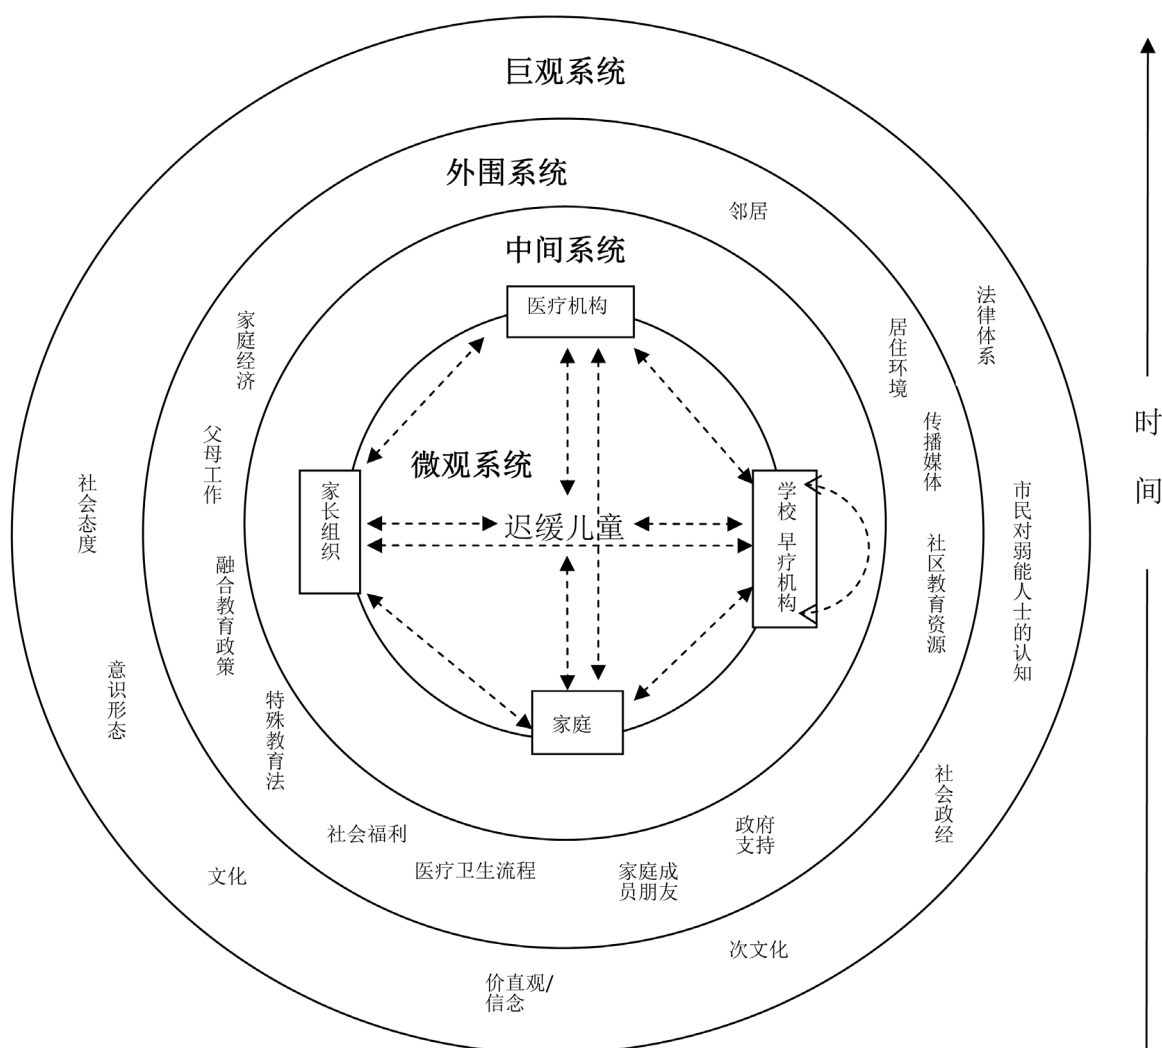 巨观系统
外围系统
邻居
中间系统
医疗机构
法律体系
家庭经济
居住环境
时间
传播媒体
父母工作
微观系统
社会态度
家长组织
学校 早疗机构
市民对弱能人士的认知
迟缓儿童
社区教育资源
融合教育政策
意识形态
特殊教育法
家庭
社会政经
政府
支持
社会福利
医疗卫生流程
家庭成
员朋友
文化
次文化
价直观/
信念